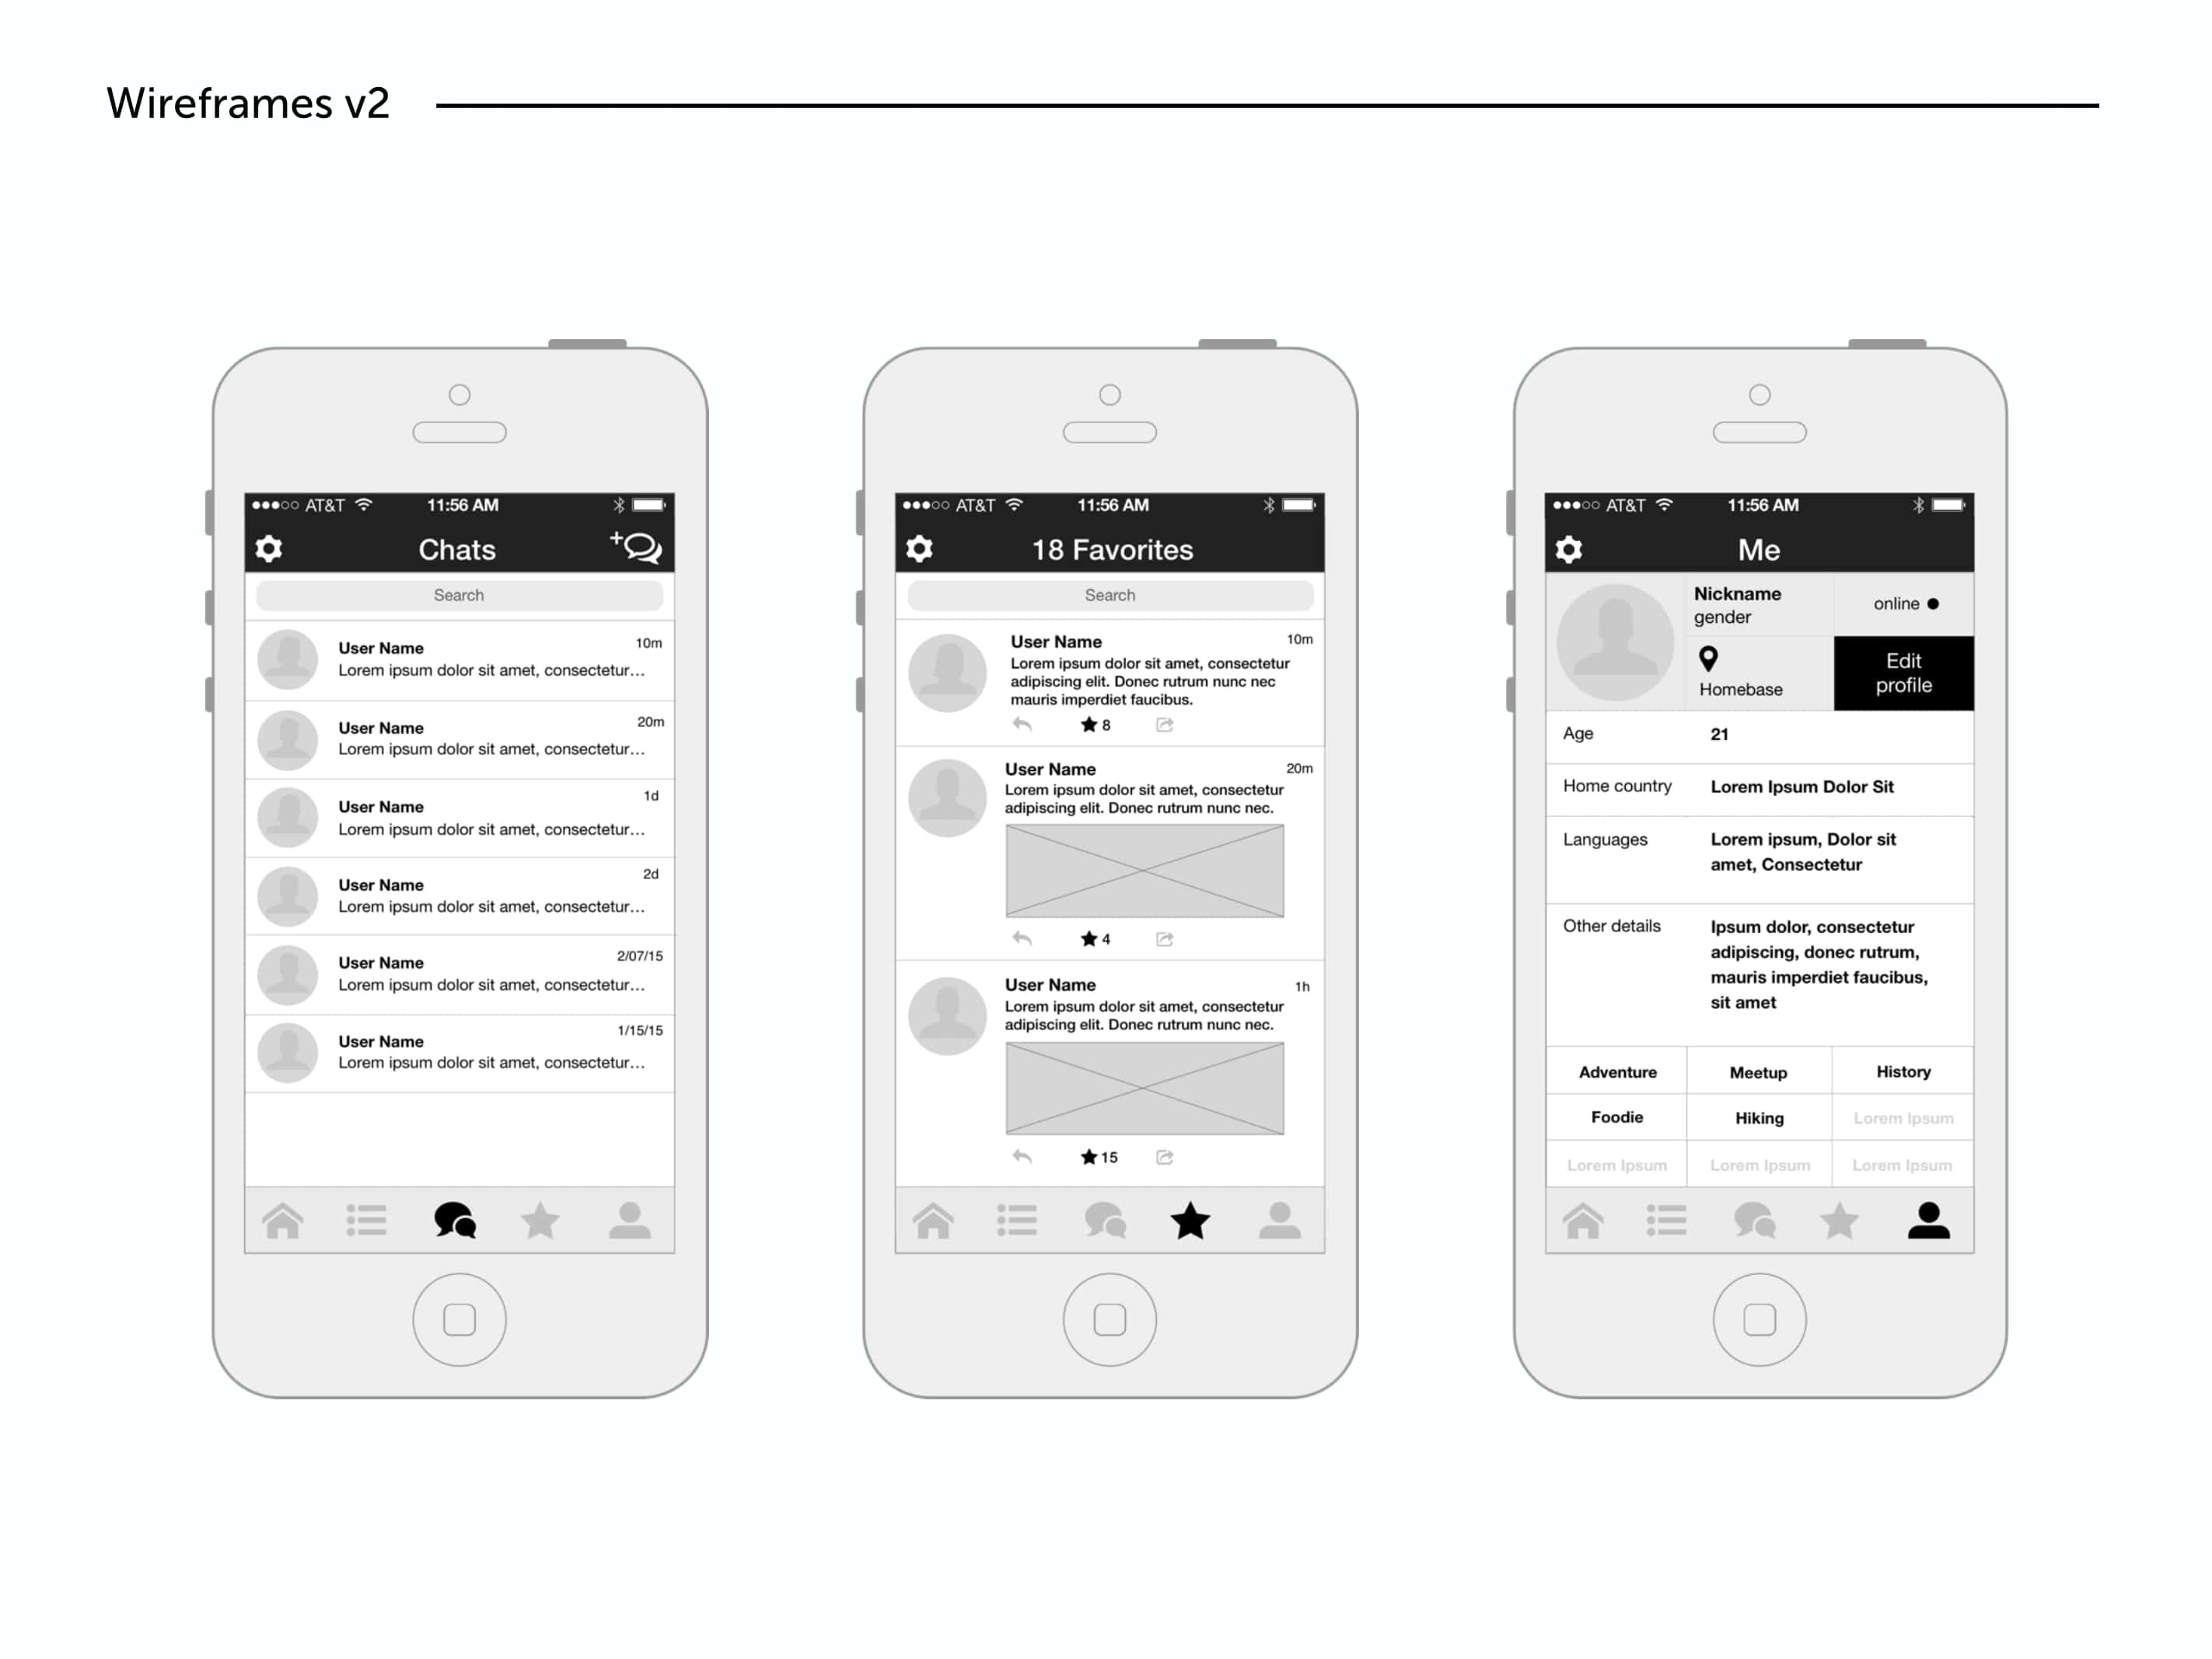 Wireframes v2
AT&T 11:56 AM
Chats
Search
User Name 10m
Lorem ipsum dolor sit amet, consectetur...
User Name 20m
Lorem ipsum dolor sit amet, consectetur...
User Name 1d
Lorem ipsum dolor sit amet, consectetur...
User Name 2d
Lorem ipsum dolor sit amet, consectetur...
User Name 2/07/15
Lorem ipsum dolor sit amet, consectetur...
User Name 1/15/15
Lorem ipsum dolor sit amet, consectetur...
AT&T 11:56 AM
18 Favorites
Search
User Name 10m
Lorem ipsum dolor sit amet, consectetur
adipiscing elit. Donec rutrum nunc nec
mauris imperdiet faucibus.
8
User Name 20m
Lorem ipsum dolor sit amet, consectetur
adipiscing elit. Donec rutrum nunc nec.
4
User Name 1h
Lorem ipsum dolor sit amet, consectetur
adipiscing elit. Donec rutrum nunc nec.
15
AT&T 11:56 AM
Me
Nickname
gender
online
Homebase
Edit
profile
Age 21
Home country Lorem Ipsum Dolor Sit
Languages Lorem ipsum, Dolor sit
amet, Consectetur
Other details Ipsum dolor, consectetur
adipiscing, donec rutrum,
mauris imperdiet faucibus,
sit amet
Adventure Meetup History
Foodie Hiking Lorem Ipsum
Lorem Ipsum Lorem Ipsum Lorem Ipsum